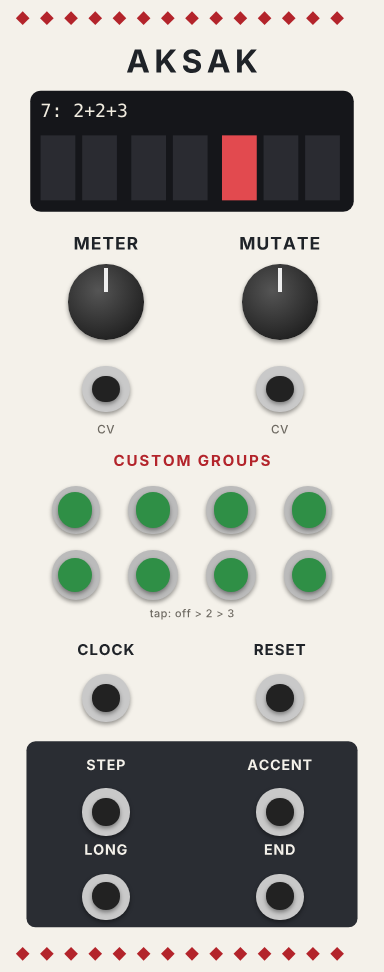 AKSAK
7: 2+2+3
METER MUTATE
CV CV
CUSTOM GROUPS
tap: off > 2 > 3
CLOCK RESET
STEP ACCENT
LONG END